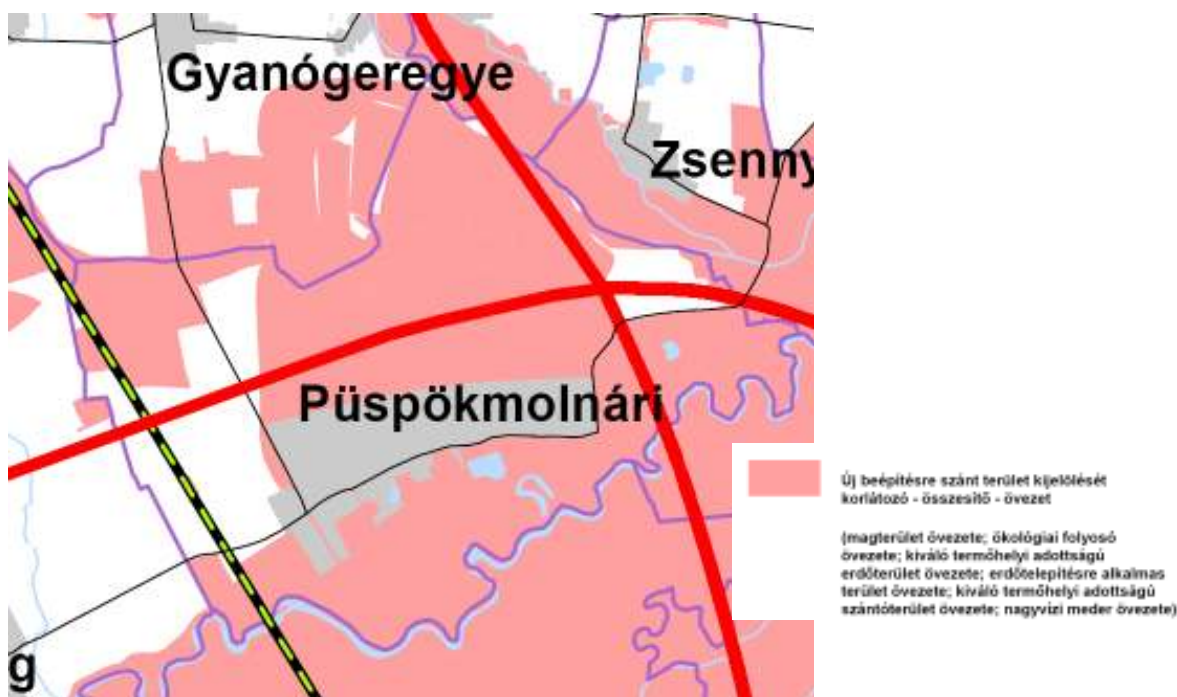 Gyanógeregye
Zsenny
Püspökmolnári
g
Új beépítésre szánt terület kijelölését
korlátozó - összesítő - övezet
(magterület övezete; ökológiai folyosó
övezete; kiváló termőhelyi adottságú
erdőterület övezete; erdőtelepítésre alkalmas
terület övezete; kiváló termőhelyi adottságú
szántóterület övezete; nagyvízi meder övezete)